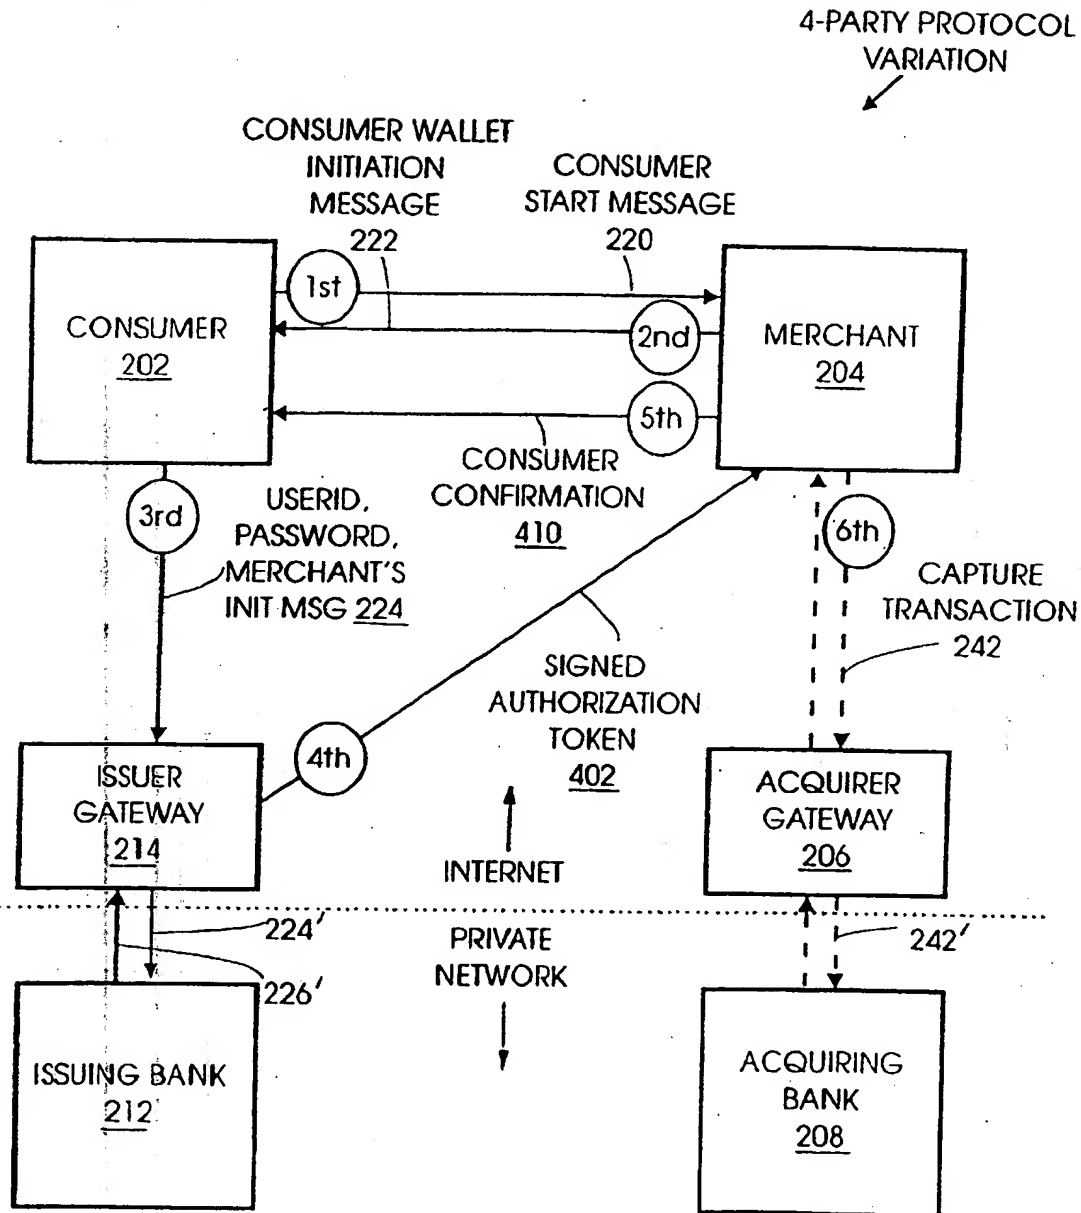 4-PARTY PROTOCOL
VARIATION
CONSUMER WALLET
INITIATION
MESSAGE
222
CONSUMER
START MESSAGE
220
1st
CONSUMER
202
2nd
MERCHANT
204
5th
CONSUMER
CONFIRMATION
410
3rd
USERID,
PASSWORD,
MERCHANT'S
INIT MSG 224
6th
CAPTURE
TRANSACTION
242
SIGNED
AUTHORIZATION
TOKEN
402
4th
ISSUER
GATEWAY
214
ACQUIRER
GATEWAY
206
INTERNET
224'
226'
PRIVATE
NETWORK
242'
ISSUING BANK
212
ACQUIRING
BANK
208